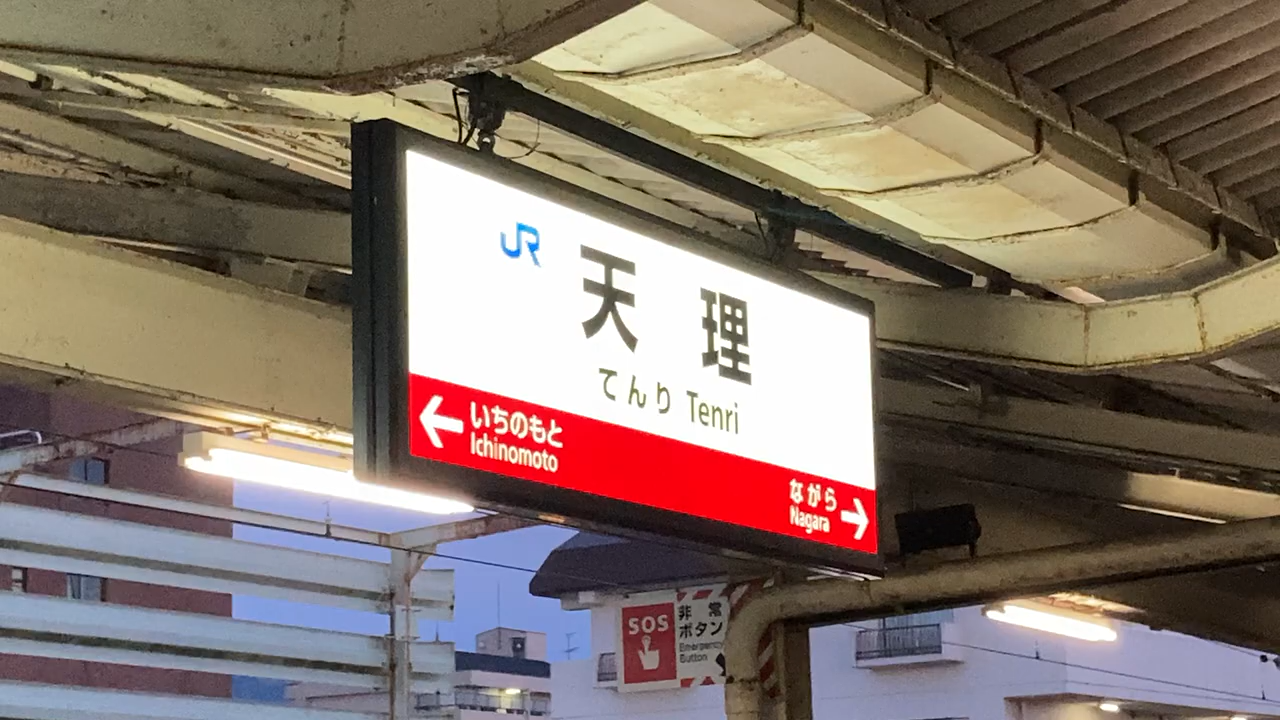 JR
天理
てんり Tenri
← いちのもと
Ichinomoto
ながら →
Nagara
SOS
非常
ボタン
Emergency
Button